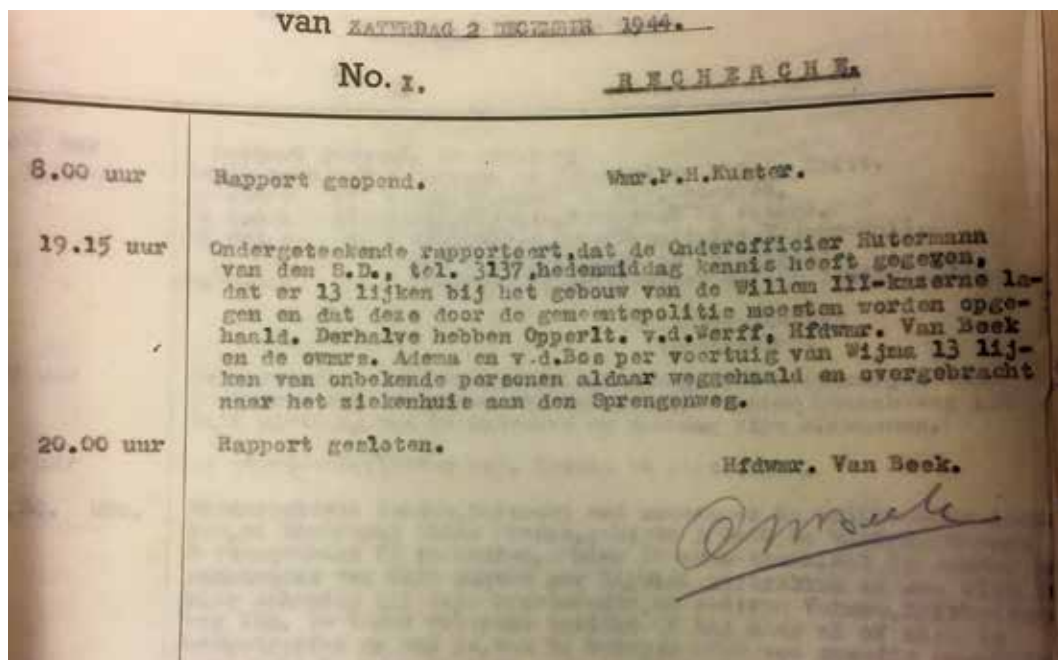 van ZATERDAG 2 DECEMBER 1944.
No. I. RECHERCHE.
8.00 uur Rapport geopend. Wmr.P.H.Kuster.
19.15 uur Ondergeteekende rapporteert,dat de Onderofficier Hutermann
van den S.D., tel. 3137,hedenmiddag kennis heeft gegeven,
dat er 13 lijken bij het gebouw van de Willem III-kazerne la-
gen en dat deze door de gemeentepolitie moesten worden opge-
haald. Derhalve hebben Opperlt. v.d.Werff, Hfdwmr. Van Beek
en de owmrs. Adema en v.d.Bos per voertuig van Wijma 13 lij-
ken van onbekende personen aldaar weggehaald en overgebracht
naar het ziekenhuis aan den Sprengenweg.
20.00 uur Rapport gesloten.
Hfdwmr. Van Beek.